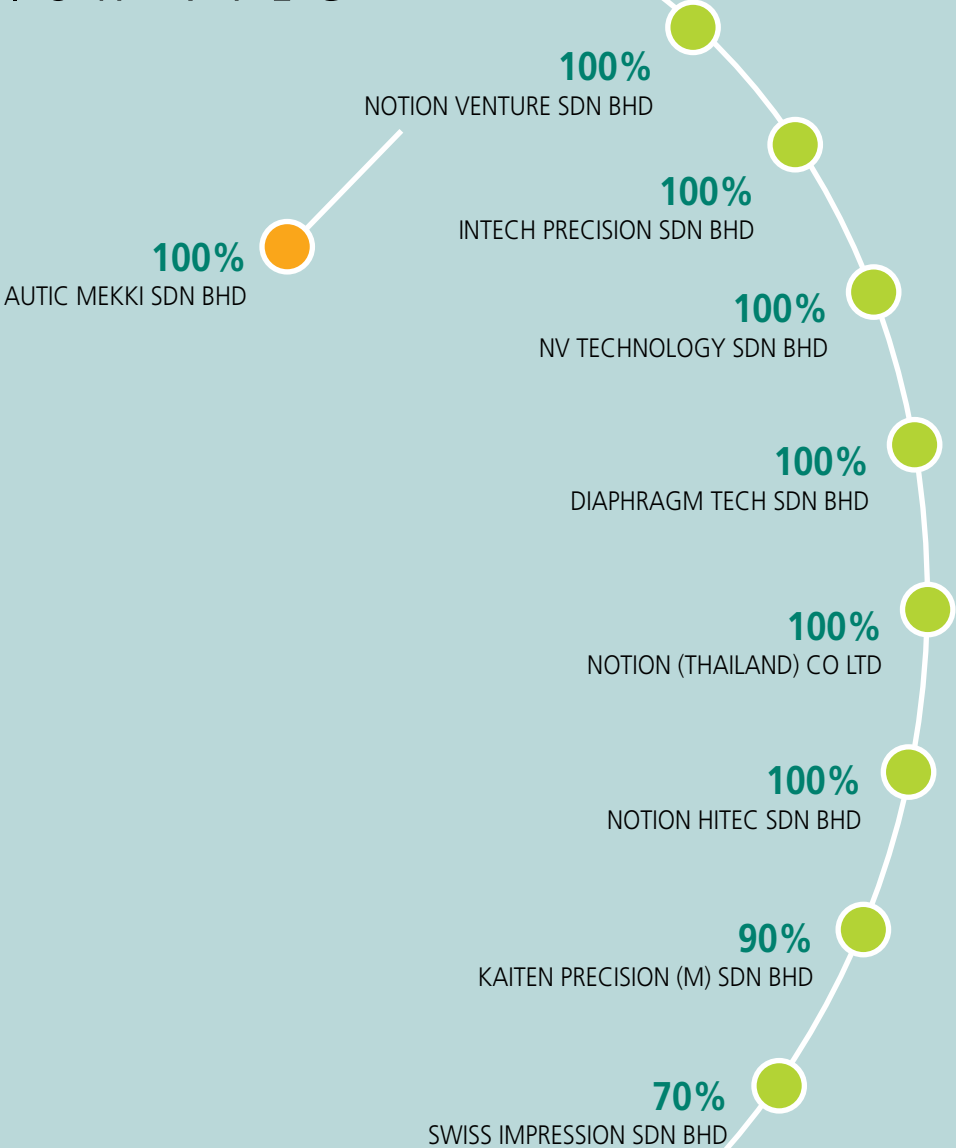 100%
NOTION VENTURE SDN BHD
100%
INTECH PRECISION SDN BHD
100%
AUTIC MEKKI SDN BHD
100%
NV TECHNOLOGY SDN BHD
100%
DIAPHRAGM TECH SDN BHD
100%
NOTION (THAILAND) CO LTD
100%
NOTION HITEC SDN BHD
90%
KAITEN PRECISION (M) SDN BHD
70%
SWISS IMPRESSION SDN BHD